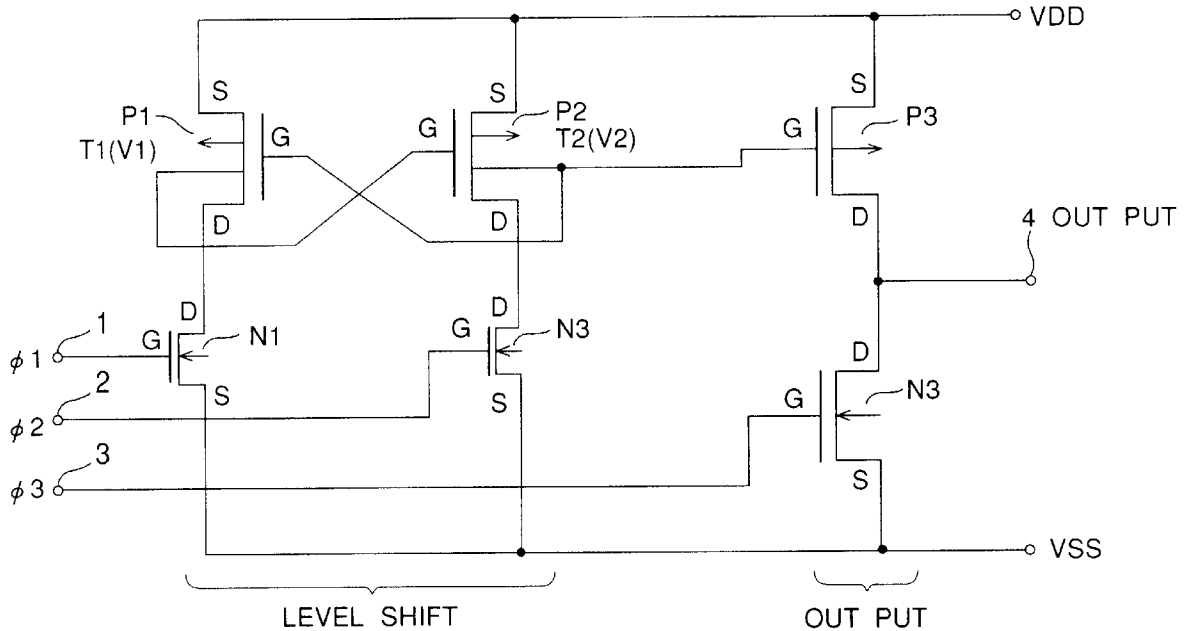 VDD
S
S
S
P1
P2
P3
G
G
G
T1(V1)
T2(V2)
D
D
D
4 OUT PUT
1
D
D
G
N1
G
N3
φ1
2
S
S
D
φ2
G
N3
3
φ3
S
VSS
LEVEL SHIFT
OUT PUT